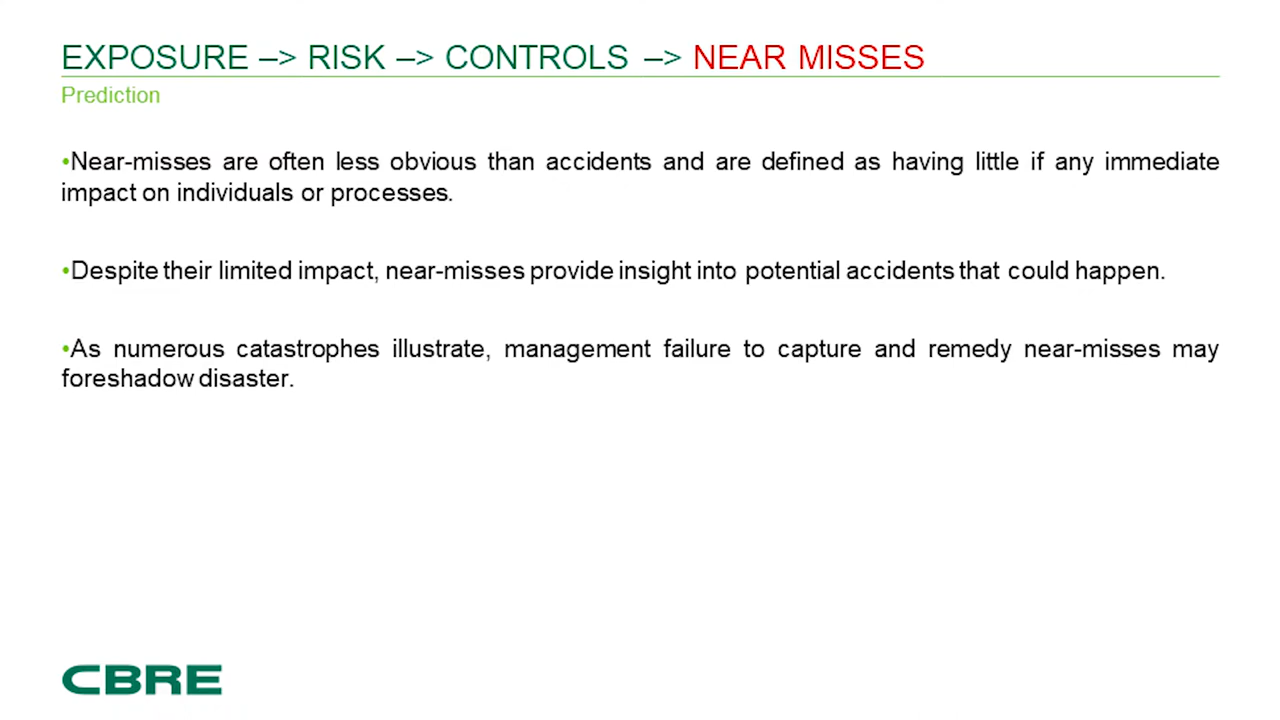 EXPOSURE –> RISK –> CONTROLS –> NEAR MISSES
Prediction
•Near-misses are often less obvious than accidents and are defined as having little if any immediate
impact on individuals or processes.
•Despite their limited impact, near-misses provide insight into potential accidents that could happen.
•As numerous catastrophes illustrate, management failure to capture and remedy near-misses may
foreshadow disaster.
CBRE